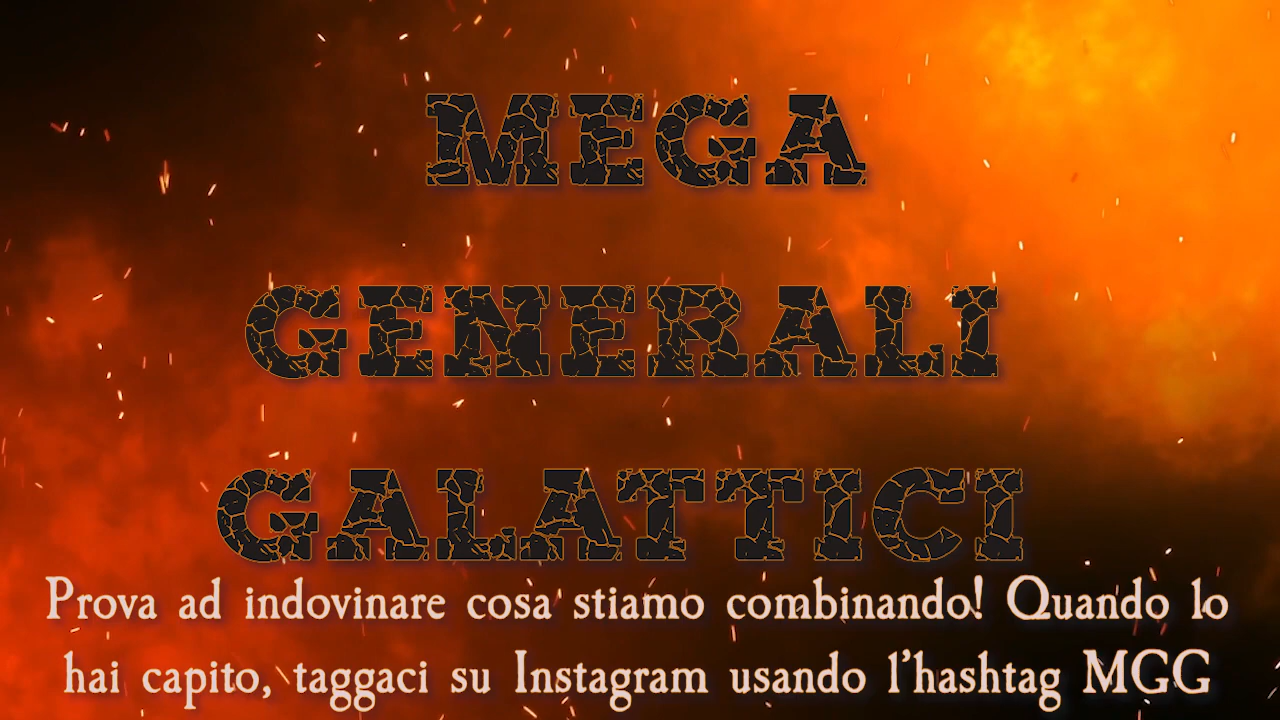 MEGA
GENERALI
GALATTICI
Prova ad indovinare cosa stiamo combinando! Quando lo
hai capito, taggaci su Instagram usando l'hashtag MGG